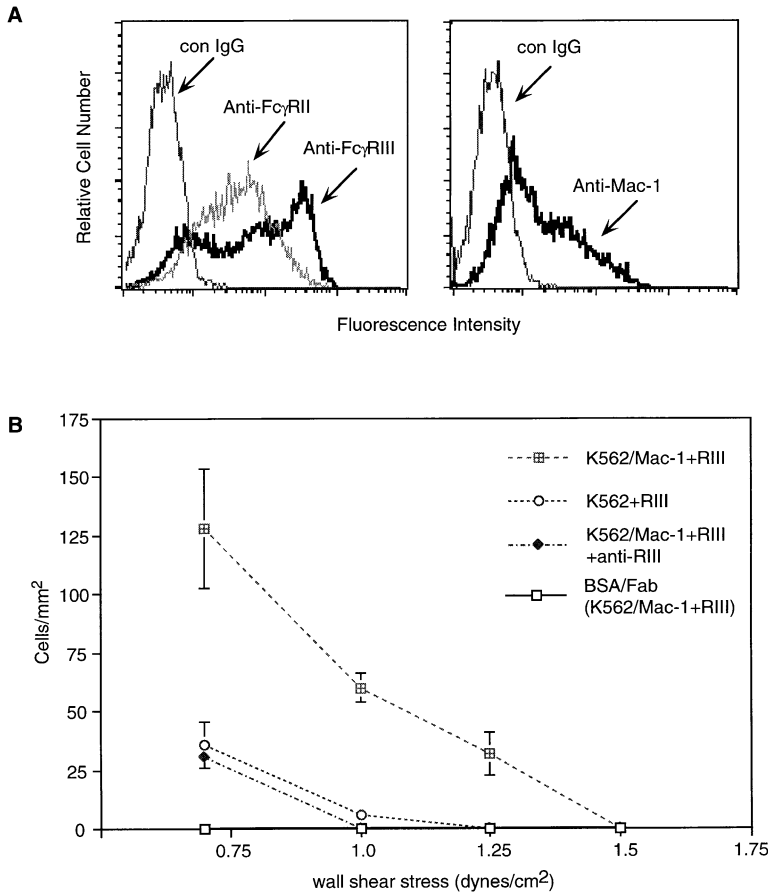 A
Relative Cell Number
con IgG
Anti-FcγRII
Anti-FcγRIII
con IgG
Anti-Mac-1
Fluorescence Intensity
B
Cells/mm2
175
150
125
100
75
50
25
0
K562/Mac-1+RIII
K562+RIII
K562/Mac-1+RIII
+anti-RIII
BSA/Fab
(K562/Mac-1+RIII)
0.75 1.0 1.25 1.5 1.75
wall shear stress (dynes/cm2)